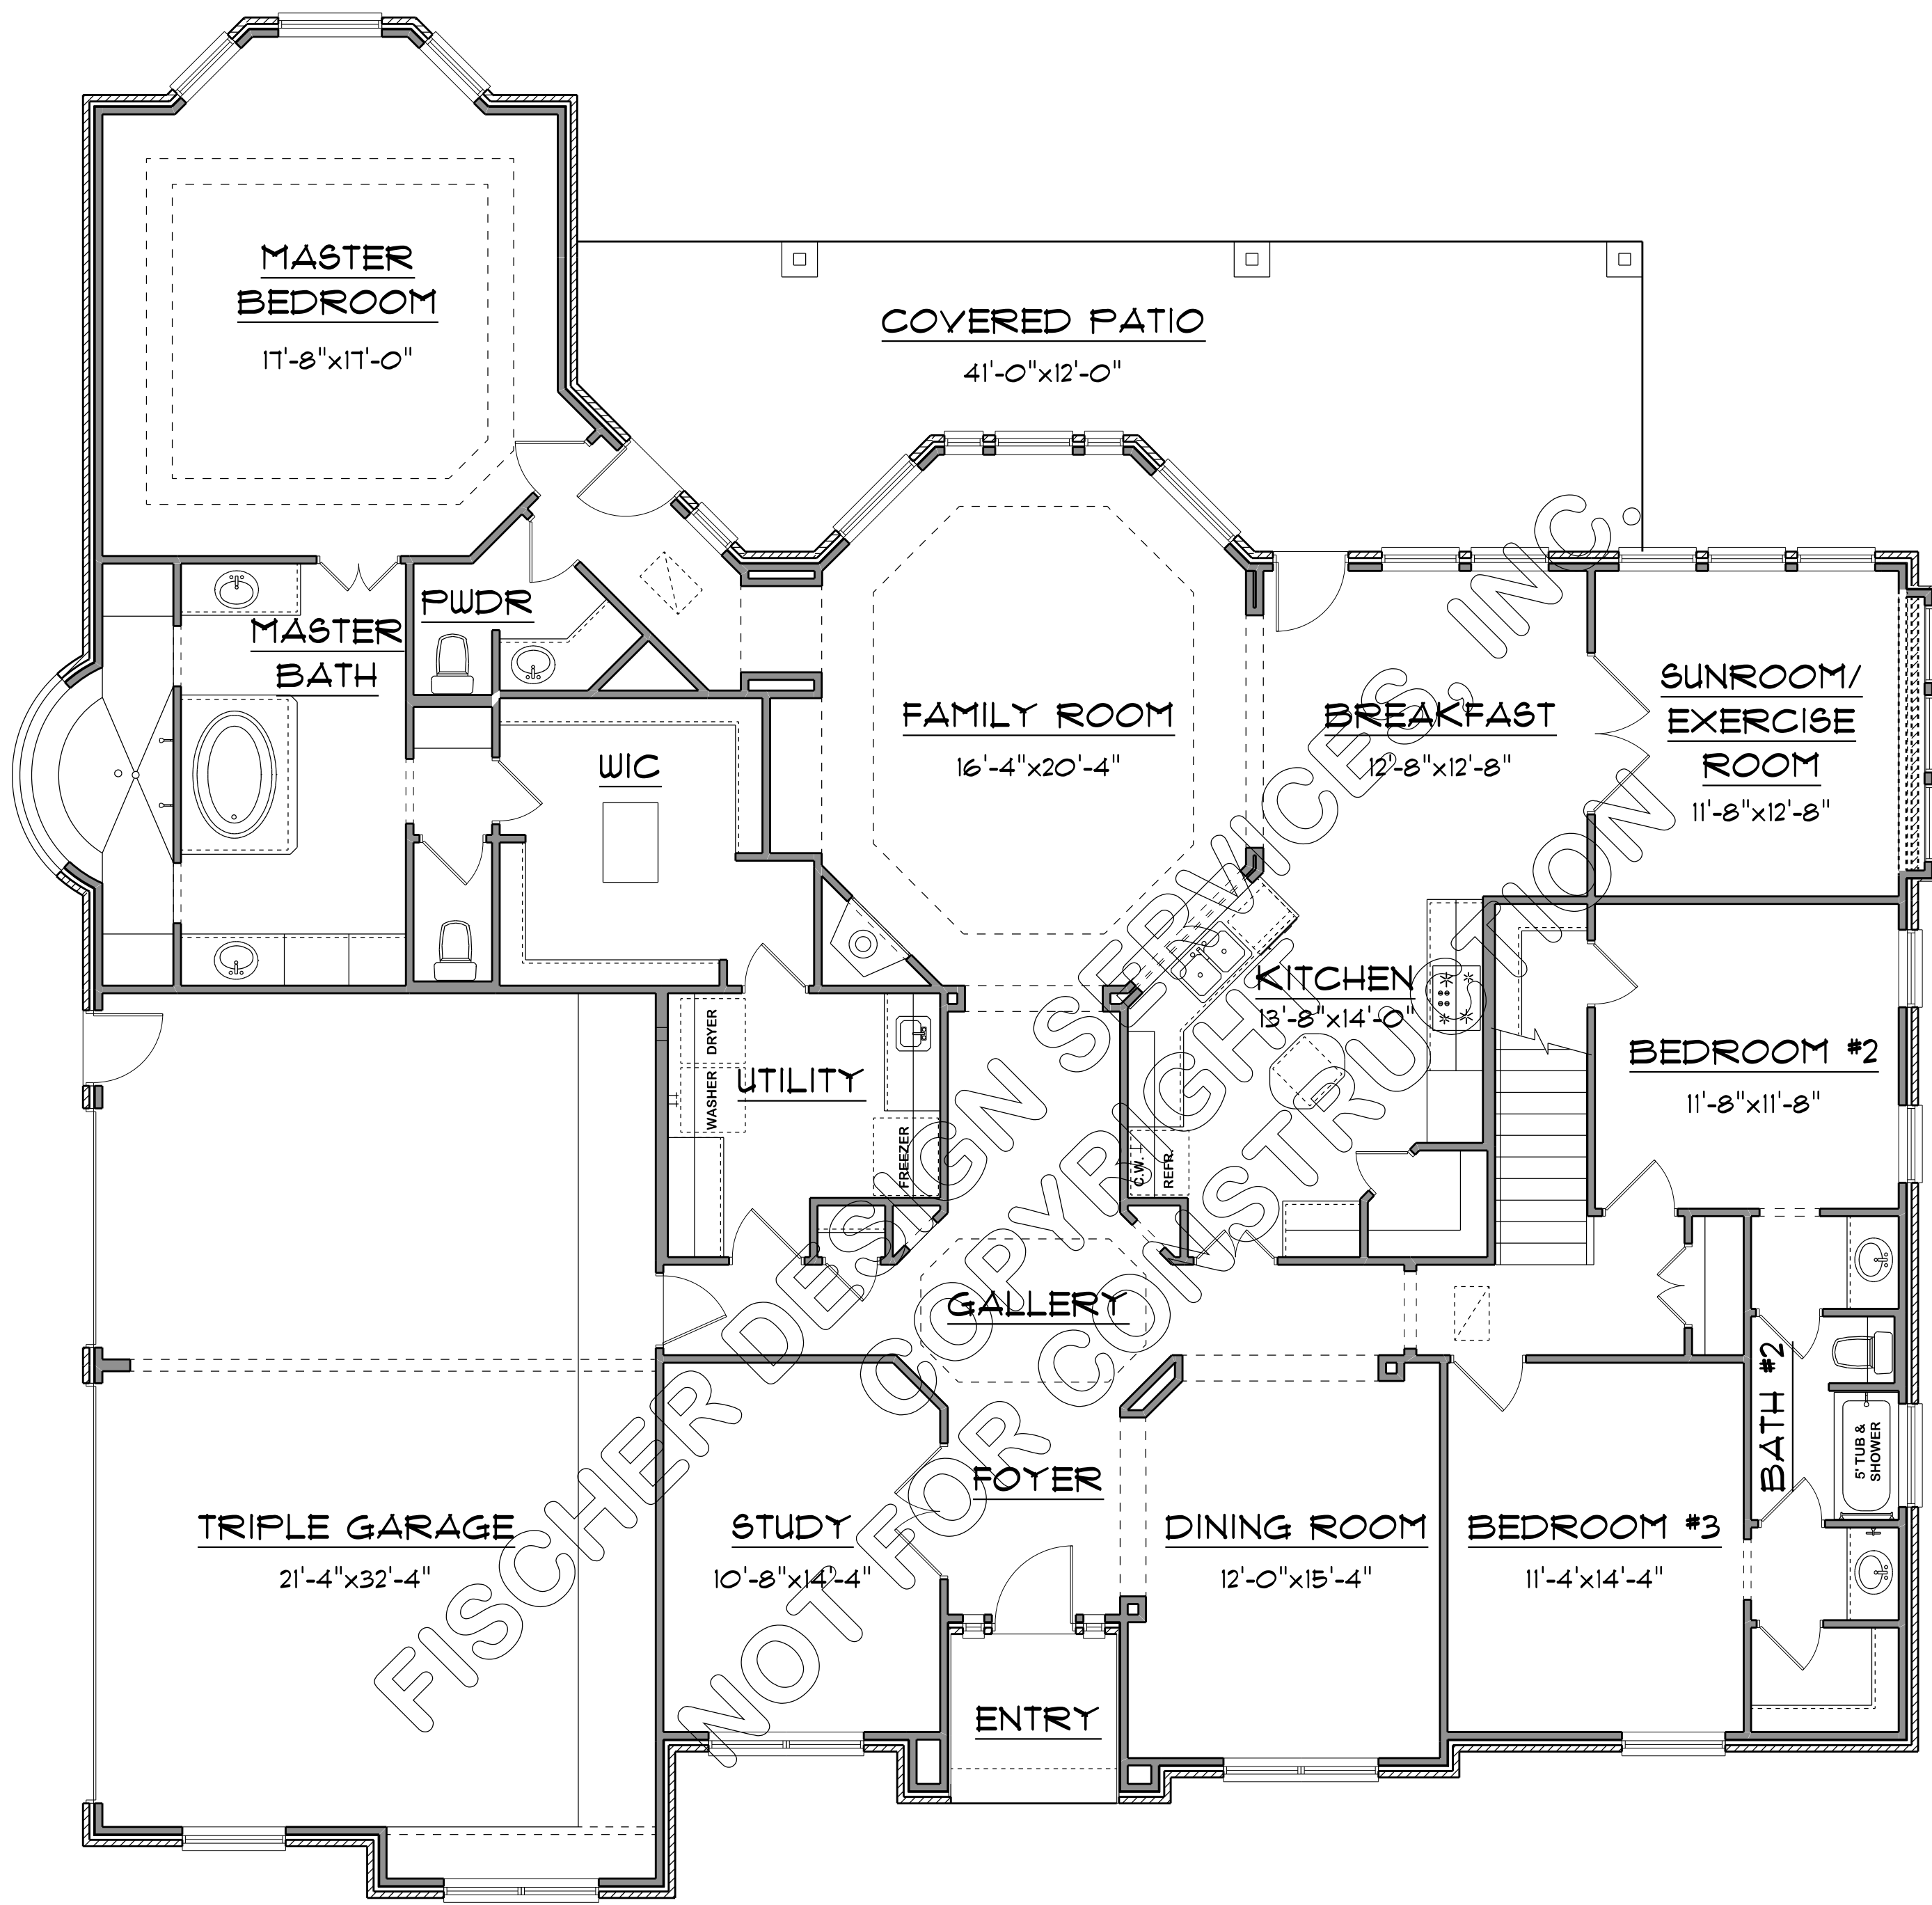 MASTER
BEDROOM
17'-8"x17'-0"
COVERED PATIO
41'-0"x12'-0"
PWDR
MASTER
BATH
WIC
FAMILY ROOM
16'-4"x20'-4"
BREAKFAST
12'-8"x12'-8"
SUNROOM/
EXERCISE
ROOM
11'-8"x12'-8"
KITCHEN
13'-8"x14'-0"
DRYER
WASHER
UTILITY
FREEZER
C.W.
REFR.
BEDROOM #2
11'-8"x11'-8"
GALLERY
BATH #2
5' TUB &
SHOWER
FOYER
TRIPLE GARAGE
21'-4"x32'-4"
STUDY
10'-8"x14'-4"
DINING ROOM
12'-0"x15'-4"
BEDROOM #3
11'-4'x14'-4"
ENTRY
FISCHER DESIGN SERVICES, INC.
COPYRIGHT
NOT FOR CONSTRUCTION